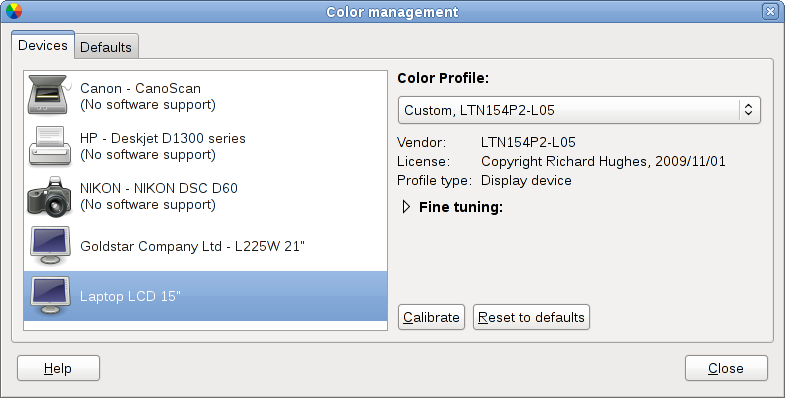 Color management
Devices
Defaults
Canon - CanoScan
(No software support)
HP - Deskjet D1300 series
(No software support)
NIKON - NIKON DSC D60
(No software support)
Goldstar Company Ltd - L225W 21"
Laptop LCD 15"
Color Profile:
Custom, LTN154P2-L05
Vendor: LTN154P2-L05
License: Copyright Richard Hughes, 2009/11/01
Profile type: Display device
Fine tuning:
Calibrate
Reset to defaults
Help
Close